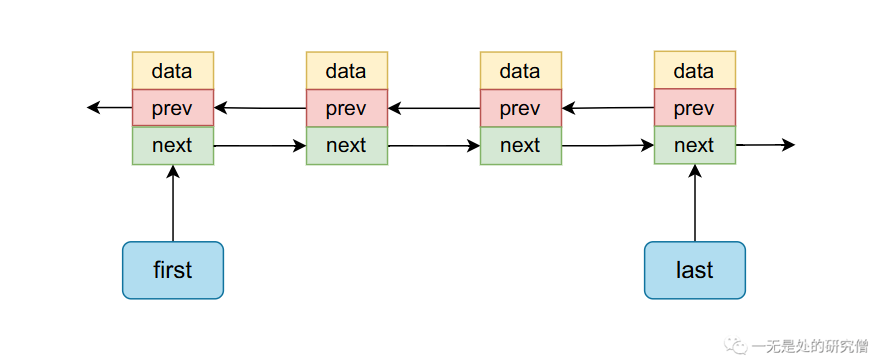 data data data data
prev prev prev prev
next next next next
first last
一无是处的研究僧